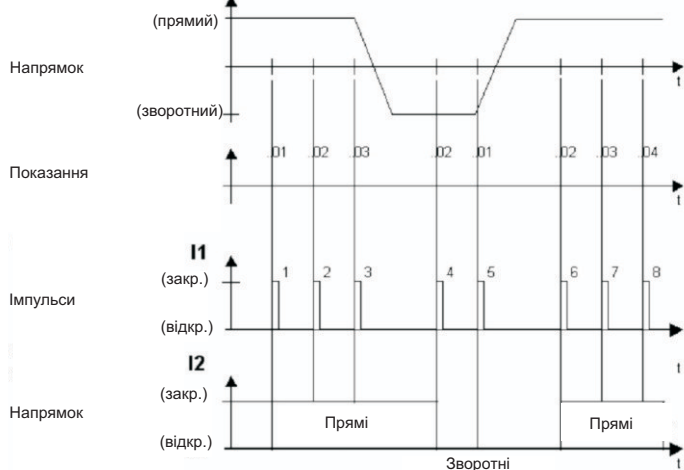 (прямий)
Напрямок
t
(зворотний)
.01 .02 .03 .02 .01 .02 .03 .04
Показання
t
I1
(закр.)
1 2 3 4 5 6 7 8
Імпульси
(відкр.)
t
I2
(закр.)
Напрямок
Прямі Прямі
(відкр.)
Зворотні
t